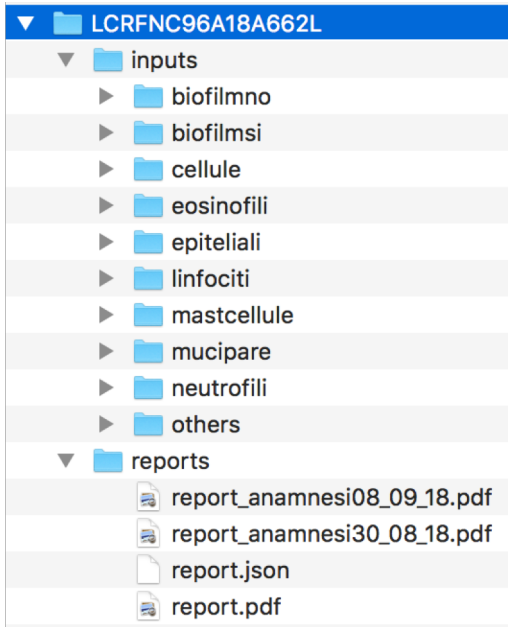 LCRFNC96A18A662L
inputs
biofilmno
biofilmsi
cellule
eosinofili
epiteliali
linfociti
mastcellule
mucipare
neutrofili
others
reports
report_anamnesi08_09_18.pdf
report_anamnesi30_08_18.pdf
report.json
report.pdf